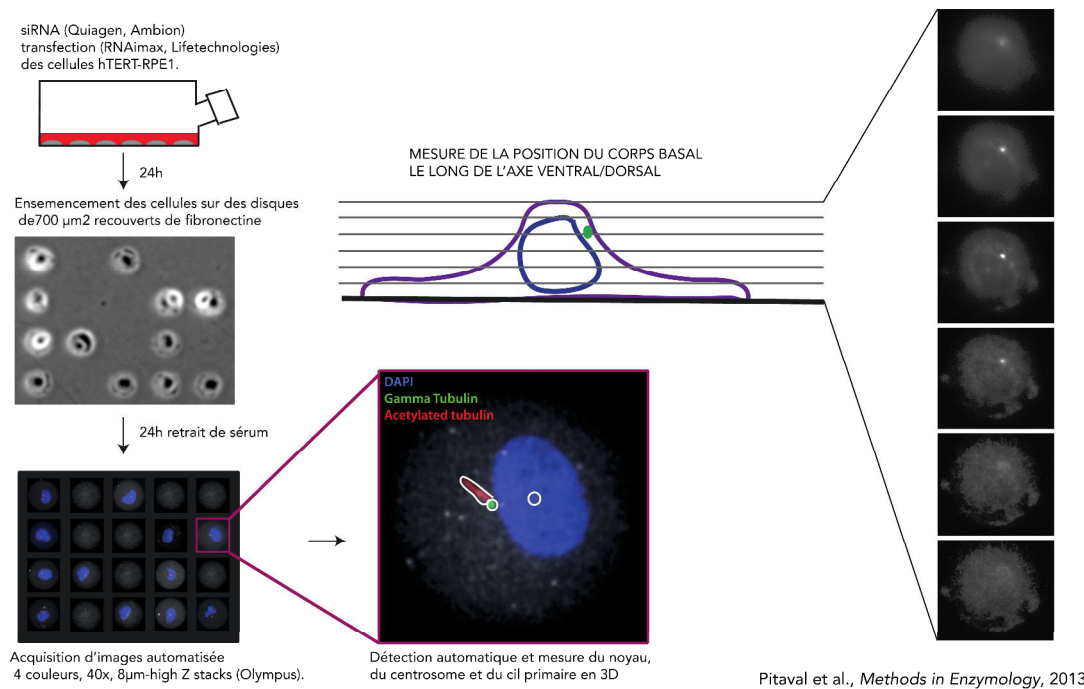 siRNA (Quiagen, Ambion)
transfection (RNAimax, Lifetechnologies)
des cellules hTERT-RPE1.
24h
Ensemencement des cellules sur des disques
de700 µm2 recouverts de fibronectine
24h retrait de sérum
Acquisition d'images automatisée
4 couleurs, 40x, 8µm-high Z stacks (Olympus).
MESURE DE LA POSITION DU CORPS BASAL
LE LONG DE L'AXE VENTRAL/DORSAL
DAPI
Gamma Tubulin
Acetylated tubulin
Détection automatique et mesure du noyau,
du centrosome et du cil primaire en 3D
Pitaval et al., Methods in Enzymology, 2013